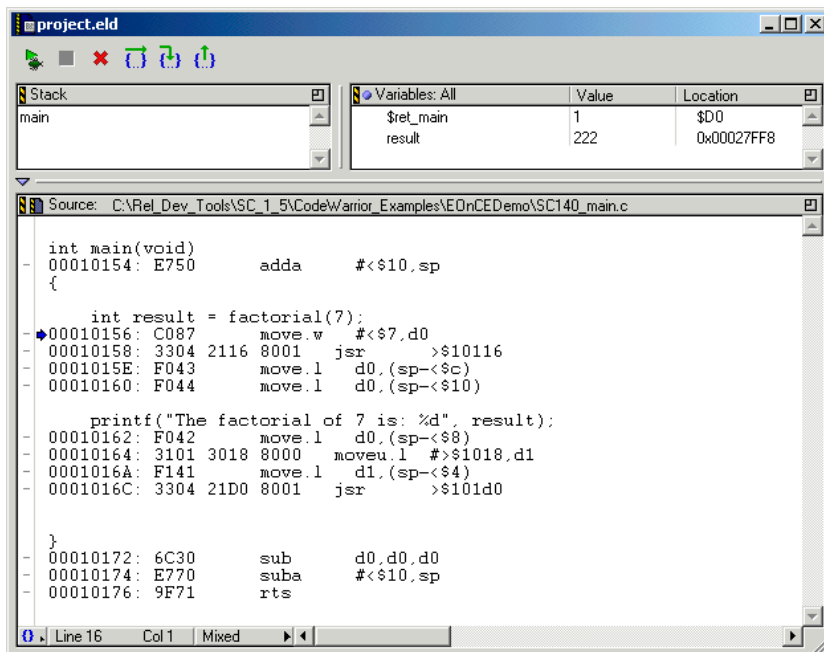 project.eld
Stack
main
Variables: All Value Location
$ret_main 1 $D0
result 222 0x00027FF8
Source: C:\Rel_Dev_Tools\SC_1_5\CodeWarrior_Examples\EOnCEDemo\SC140_main.c
int main(void)
00010154: E750 adda #<$10,sp
{
int result = factorial(7);
00010156: C087 move.w #<$7,d0
00010158: 3304 2116 8001 jsr >$10116
0001015E: F043 move.l d0,(sp-<$c)
00010160: F044 move.l d0,(sp-<$10)
printf("The factorial of 7 is: %d", result);
00010162: F042 move.l d0,(sp-<$8)
00010164: 3101 3018 8000 moveu.l #>$1018,d1
0001016A: F141 move.l d1,(sp-<$4)
0001016C: 3304 21D0 8001 jsr >$101d0
}
00010172: 6C30 sub d0,d0,d0
00010174: E770 suba #<$10,sp
00010176: 9F71 rts
Line 16 Col 1 Mixed